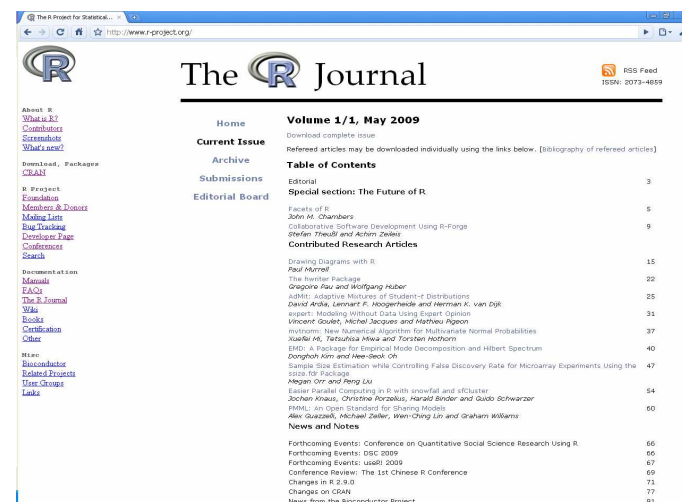 The R Project for Statistical...
http://www.r-project.org/
R
The R Journal
RSS Feed
ISSN: 2073-4859
About R
What is R?
Contributors
Screenshots
What's new?
Download, Packages
CRAN
R Project
Foundation
Members & Donors
Mailing Lists
Bug Tracking
Developer Page
Conferences
Search
Documentation
Manuals
FAQs
The R Journal
Wiki
Books
Certification
Other
Misc
Bioconductor
Related Projects
User Groups
Links
Home
Current Issue
Archive
Submissions
Editorial Board
Volume 1/1, May 2009
Download complete issue
Refereed articles may be downloaded individually using the links below. [Bibliography of refereed articles]
Table of Contents
Editorial 3
Special section: The Future of R
Facets of R 5
John M. Chambers
Collaborative Software Development Using R-Forge 9
Stefan Theußl and Achim Zeileis
Contributed Research Articles
Drawing Diagrams with R 15
Paul Murrell
The hwriter Package 22
Gregoire Pau and Wolfgang Huber
AdMit: Adaptive Mixtures of Student-t Distributions 25
David Ardia, Lennart F. Hoogerheide and Herman K. van Dijk
expert: Modeling Without Data Using Expert Opinion 31
Vincent Goulet, Michel Jacques and Mathieu Pigeon
mvtnorm: New Numerical Algorithm for Multivariate Normal Probabilities 37
Xuefei Mi, Tetsuhisa Miwa and Torsten Hothorn
EMD: A Package for Empirical Mode Decomposition and Hilbert Spectrum 40
Donghoh Kim and Hee-Seok Oh
Sample Size Estimation while Controlling False Discovery Rate for Microarray Experiments Using the 47
ssize.fdr Package
Megan Orr and Peng Liu
Easier Parallel Computing in R with snowfall and sfCluster 54
Jochen Knaus, Christine Porzelius, Harald Binder and Guido Schwarzer
PMML: An Open Standard for Sharing Models 60
Alex Guazzelli, Michael Zeller, Wen-Ching Lin and Graham Williams
News and Notes
Forthcoming Events: Conference on Quantitative Social Science Research Using R 66
Forthcoming Events: DSC 2009 66
Forthcoming Events: useR! 2009 67
Conference Review: The 1st Chinese R Conference 69
Changes in R 2.9.0 71
Changes on CRAN 77
News from the Bioconductor Project 91